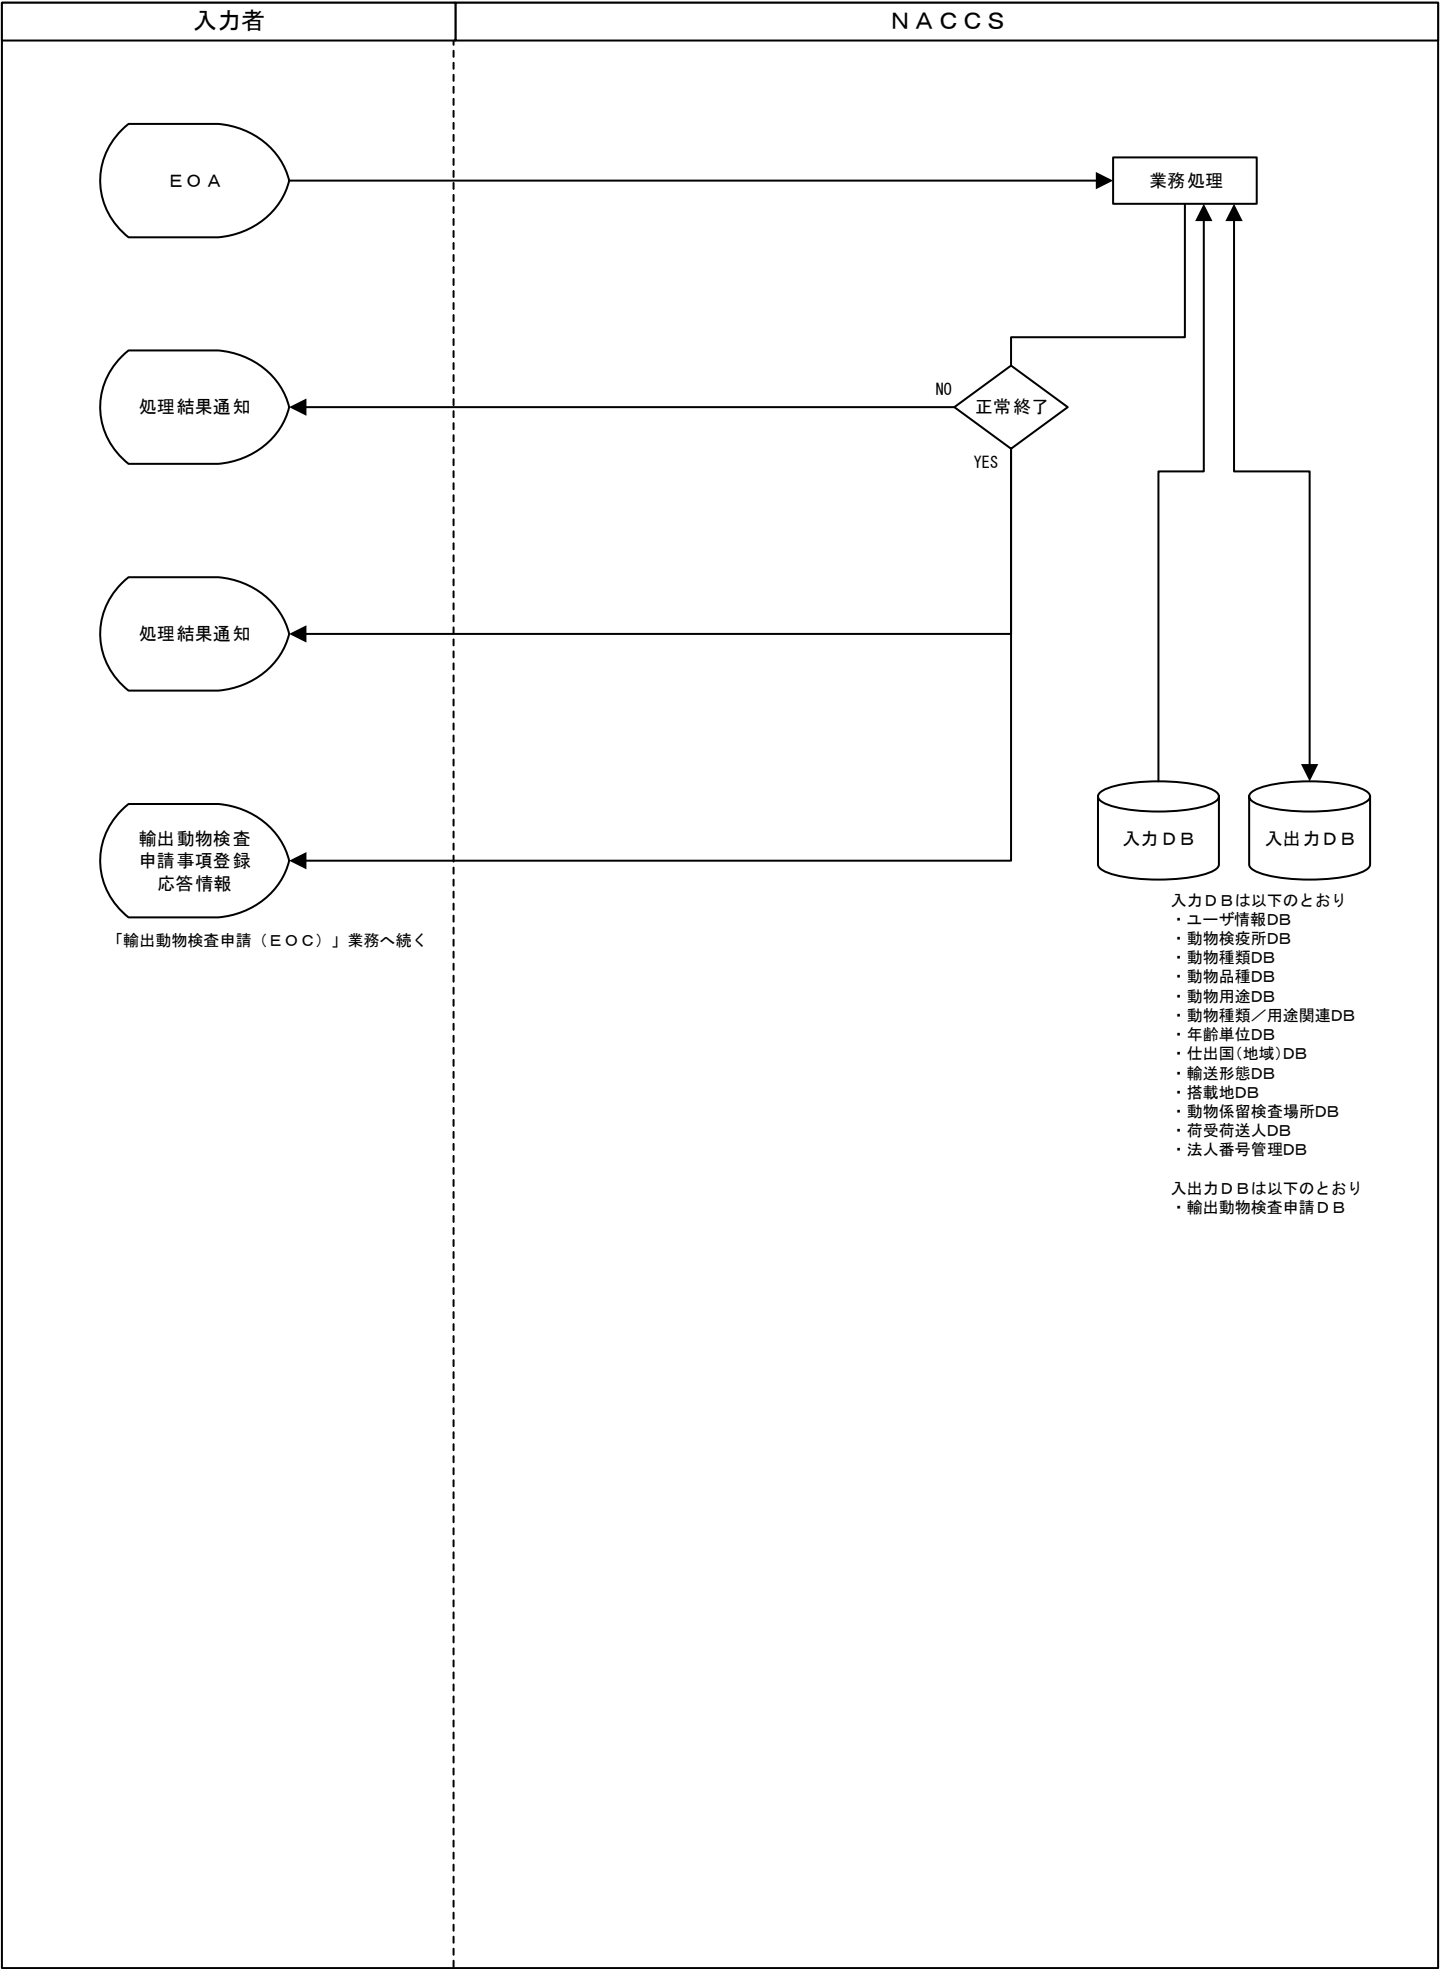 入力者
ＮＡＣＣＳ
ＥＯＡ
業務処理
処理結果通知
NO
正常終了
YES
処理結果通知
輸出動物検査
申請事項登録
応答情報
入力ＤＢ
入出力ＤＢ
「輸出動物検査申請（ＥＯＣ）」業務へ続く
入力ＤＢは以下のとおり
・ユーザ情報DB
・動物検疫所DB
・動物種類DB
・動物品種DB
・動物用途DB
・動物種類／用途関連DB
・年齢単位DB
・仕出国(地域)DB
・輸送形態DB
・搭載地DB
・動物係留検査場所DB
・荷受荷送人DB
・法人番号管理DB
入出力ＤＢは以下のとおり
・輸出動物検査申請ＤＢ